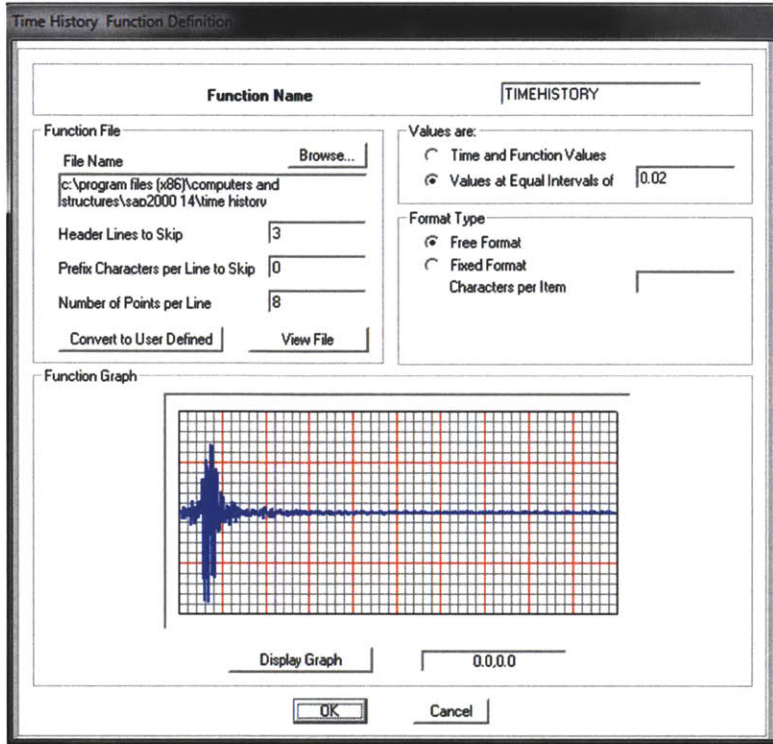 Time History Function Definition
Function Name
TIMEHISTORY
Function File
File Name
Browse...
c:\program files (x86)\computers and
structures\sap2000 14\time history
Header Lines to Skip
3
Prefix Characters per Line to Skip
0
Number of Points per Line
8
Convert to User Defined
View File
Values are:
Time and Function Values
Values at Equal Intervals of
0.02
Format Type
Free Format
Fixed Format
Characters per Item
Function Graph
Display Graph
0.0,0.0
OK
Cancel